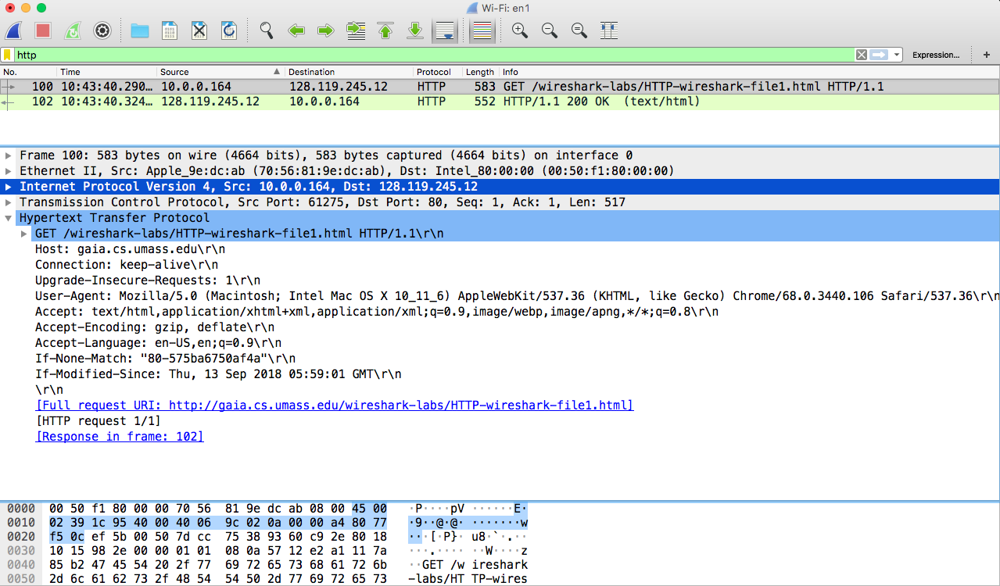 Wi-Fi: en1
http
Expression...
+
No. Time Source Destination Protocol Length Info
100 10:43:40.290… 10.0.0.164 128.119.245.12 HTTP 583 GET /wireshark-labs/HTTP-wireshark-file1.html HTTP/1.1
102 10:43:40.324… 128.119.245.12 10.0.0.164 HTTP 552 HTTP/1.1 200 OK  (text/html)
Frame 100: 583 bytes on wire (4664 bits), 583 bytes captured (4664 bits) on interface 0
Ethernet II, Src: Apple_9e:dc:ab (70:56:81:9e:dc:ab), Dst: Intel_80:00:00 (00:50:f1:80:00:00)
Internet Protocol Version 4, Src: 10.0.0.164, Dst: 128.119.245.12
Transmission Control Protocol, Src Port: 61275, Dst Port: 80, Seq: 1, Ack: 1, Len: 517
Hypertext Transfer Protocol
GET /wireshark-labs/HTTP-wireshark-file1.html HTTP/1.1\r\n
Host: gaia.cs.umass.edu\r\n
Connection: keep-alive\r\n
Upgrade-Insecure-Requests: 1\r\n
User-Agent: Mozilla/5.0 (Macintosh; Intel Mac OS X 10_11_6) AppleWebKit/537.36 (KHTML, like Gecko) Chrome/68.0.3440.106 Safari/537.36\r\n
Accept: text/html,application/xhtml+xml,application/xml;q=0.9,image/webp,image/apng,*/*;q=0.8\r\n
Accept-Encoding: gzip, deflate\r\n
Accept-Language: en-US,en;q=0.9\r\n
If-None-Match: "80-575ba6750af4a"\r\n
If-Modified-Since: Thu, 13 Sep 2018 05:59:01 GMT\r\n
\r\n
[Full request URI: http://gaia.cs.umass.edu/wireshark-labs/HTTP-wireshark-file1.html]
[HTTP request 1/1]
[Response in frame: 102]
0000 00 50 f1 80 00 00 70 56 81 9e dc ab 08 00 45 00 ·P····pV ······E·
0010 02 39 1c 95 40 00 40 06 9c 02 0a 00 00 a4 80 77 ·9··@·@· ·······w
0020 f5 0c ef 5b 00 50 7d cc 75 38 93 60 c9 2e 80 18 ···[·P}· u8·`·.··
0030 10 15 98 2e 00 00 01 01 08 0a 57 12 e2 a1 11 7a ···.···· ··W····z
0040 85 b2 47 45 54 20 2f 77 69 72 65 73 68 61 72 6b ··GET /w ireshark
0050 2d 6c 61 62 73 2f 48 54 54 50 2d 77 69 72 65 73 -labs/HT TP-wires